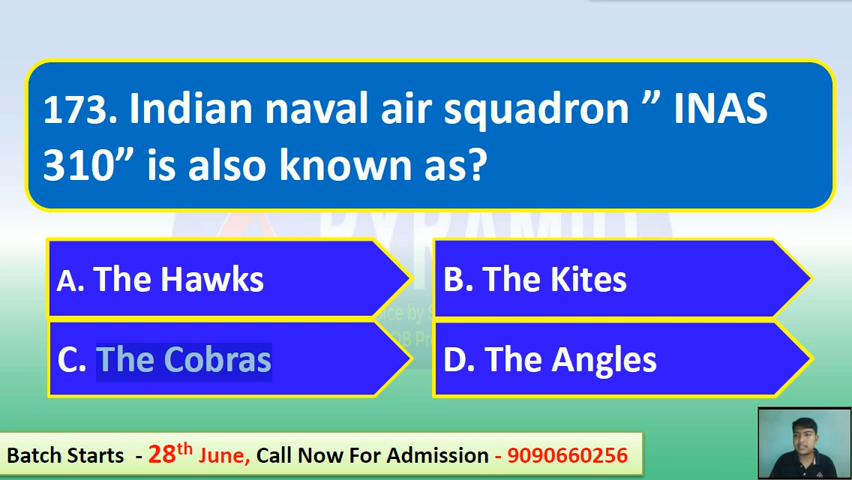 173. Indian naval air squadron ” INAS
310” is also known as?
A. The Hawks
B. The Kites
C. The Cobras
D. The Angles
Batch Starts - 28th June, Call Now For Admission - 9090660256